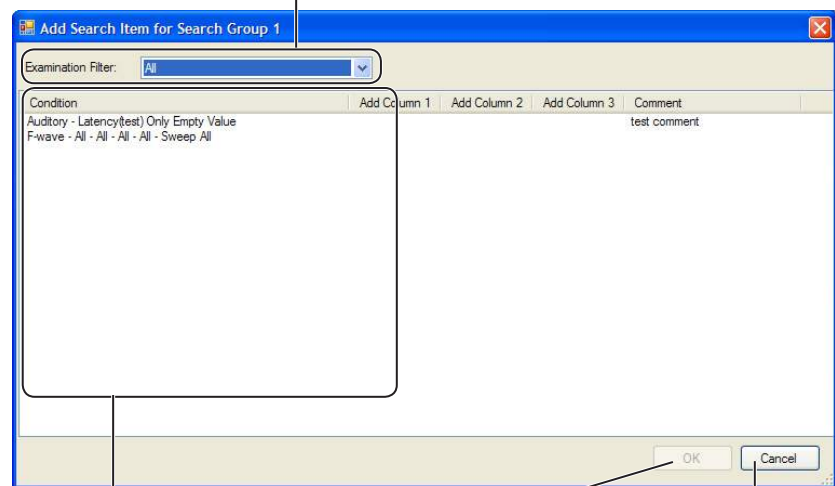 Add Search Item for Search Group 1
Examination Filter: All
Condition Add Column 1 Add Column 2 Add Column 3 Comment
Auditory - Latency(test) Only Empty Value test comment
F-wave - All - All - All - All - Sweep All
OK Cancel